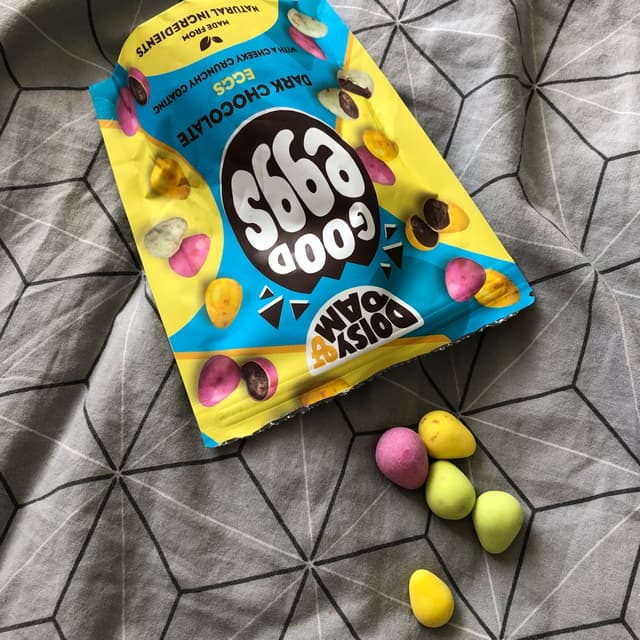 DOISY
& DAM
GOOD
eggs
DARK CHOCOLATE
EGGS
WITH A CHEEKY CRUNCHY COATING
MADE FROM
NATURAL INGREDIENTS